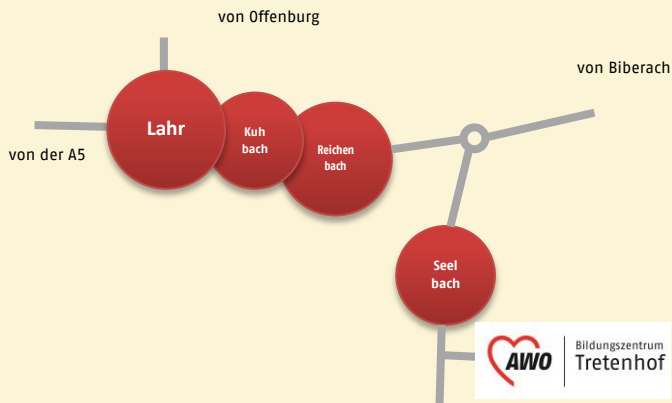 von Offenburg
von Biberach
Lahr
Kuh
bach
Reichen
bach
von der A5
Seel
bach
AWO
Bildungszentrum
Tretenhof